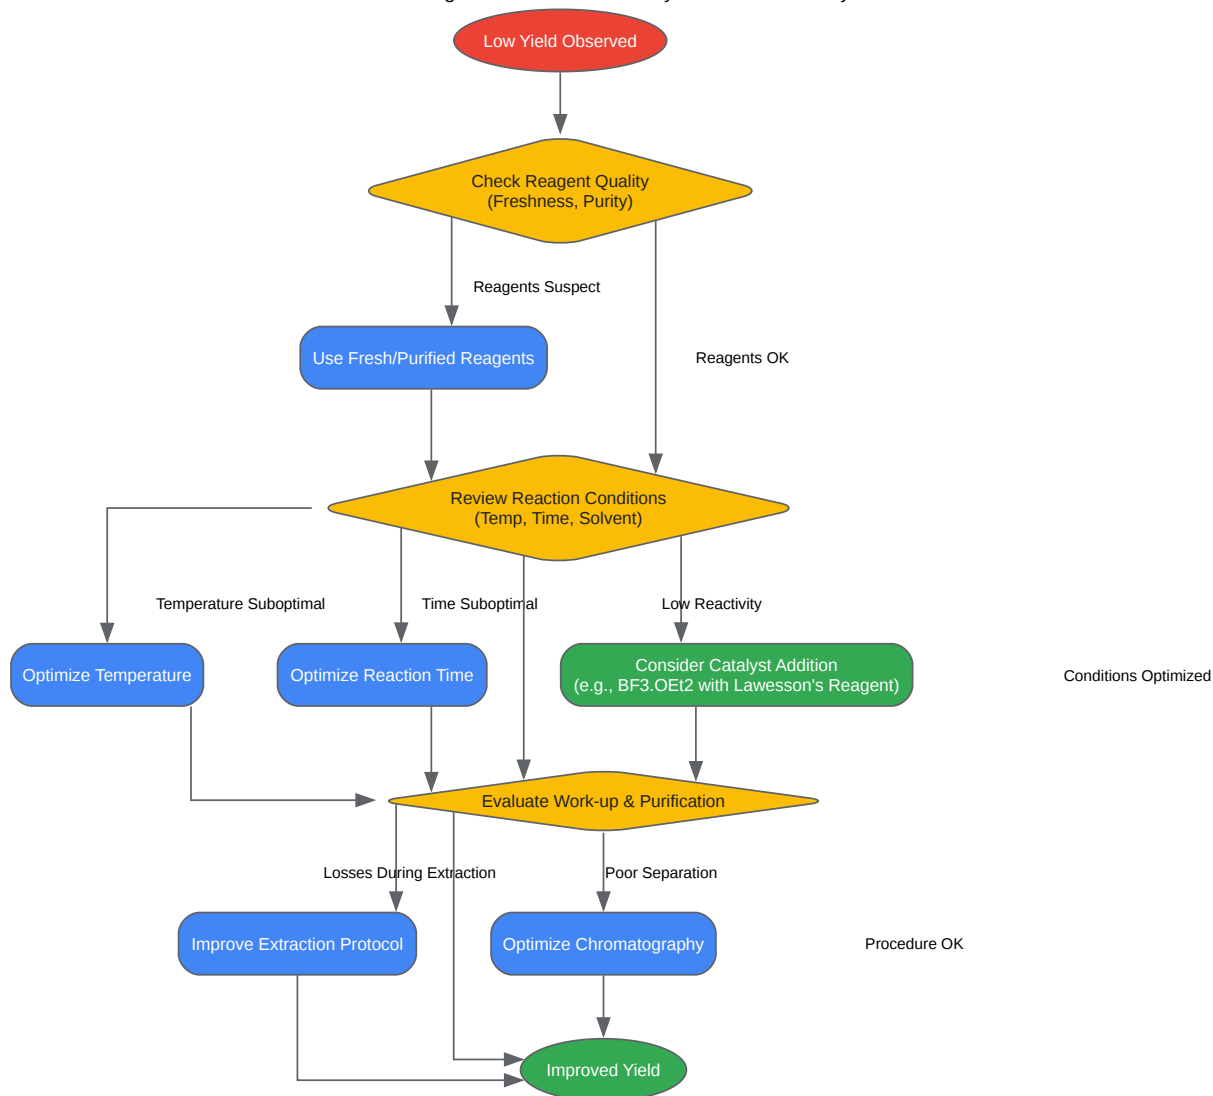 Low Yield Observed
Check Reagent Quality
(Freshness, Purity)
Reagents Suspect
Use Fresh/Purified Reagents
Reagents OK
Review Reaction Conditions
(Temp, Time, Solvent)
Temperature Suboptimal
Time Suboptimal
Low Reactivity
Optimize Temperature
Optimize Reaction Time
Consider Catalyst Addition
(e.g., BF3.OEt2 with Lawesson's Reagent)
Conditions Optimized
Evaluate Work-up & Purification
Losses During Extraction
Poor Separation
Improve Extraction Protocol
Optimize Chromatography
Procedure OK
Improved Yield